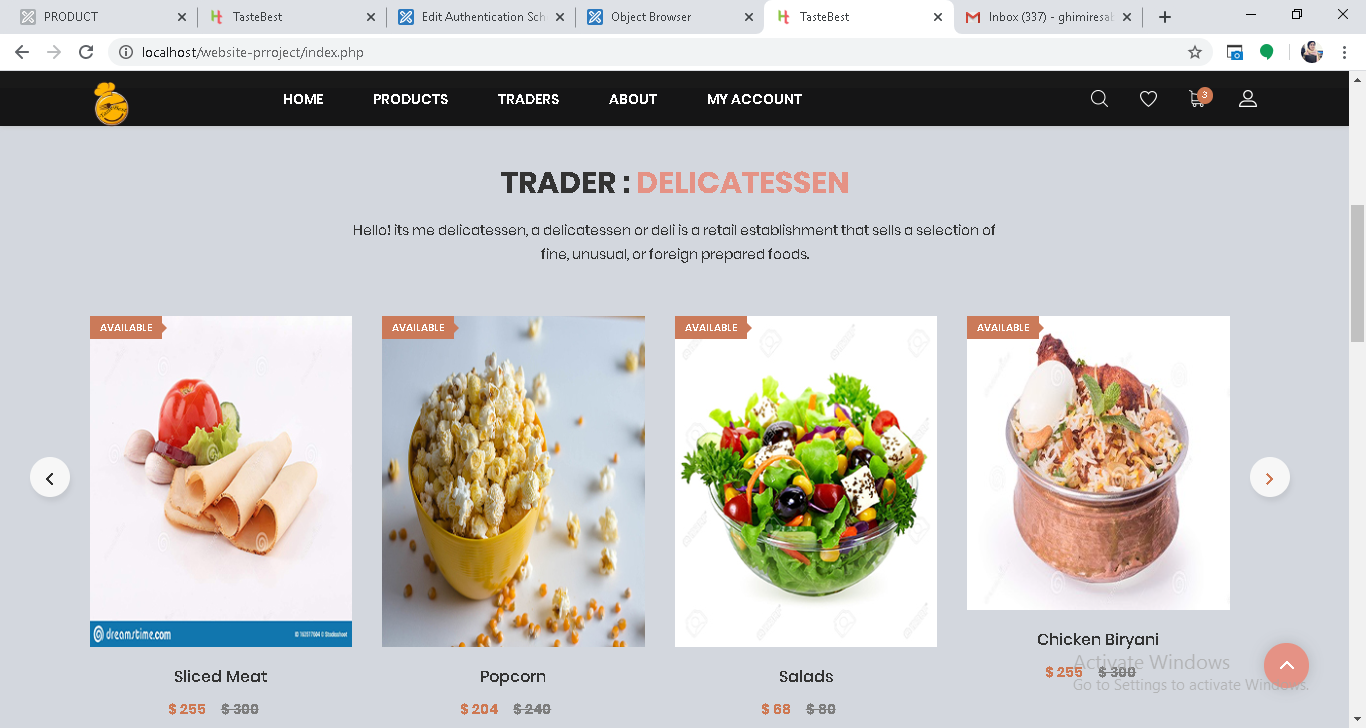 PRODUCT
TasteBest
Edit Authentication Sch
Object Browser
TasteBest
Inbox (337) - ghimiresab
localhost/website-prroject/index.php
HOME PRODUCTS TRADERS ABOUT MY ACCOUNT 3
TRADER : DELICATESSEN
Hello! its me delicatessen, a delicatessen or deli is a retail establishment that sells a selection of
fine, unusual, or foreign prepared foods.
AVAILABLE AVAILABLE AVAILABLE AVAILABLE
dreamstime.com
Sliced Meat Popcorn Salads Chicken Biryani
$ 255 $ 300 $ 204 $ 240 $ 68 $ 80 $ 255 $ 300
Activate Windows
Go to Settings to activate Windows.